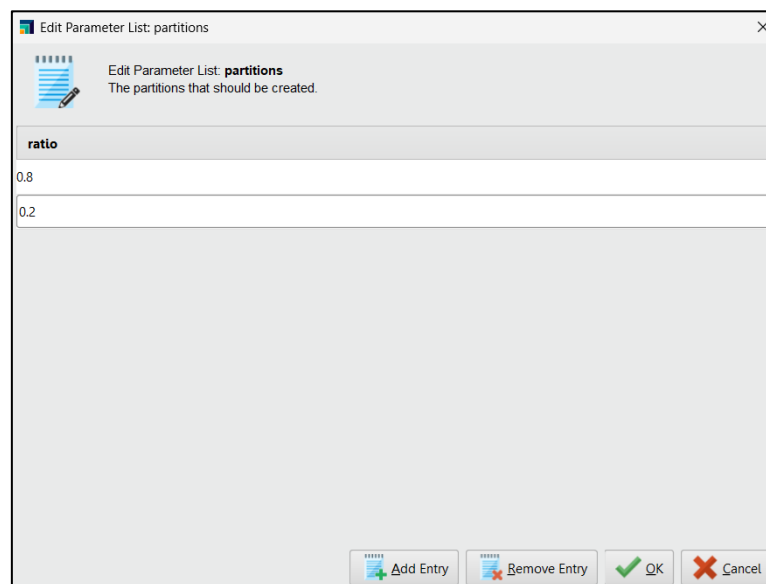 Edit Parameter List: partitions
Edit Parameter List: partitions
The partitions that should be created.
ratio
0.8
0.2
Add Entry
Remove Entry
OK
Cancel